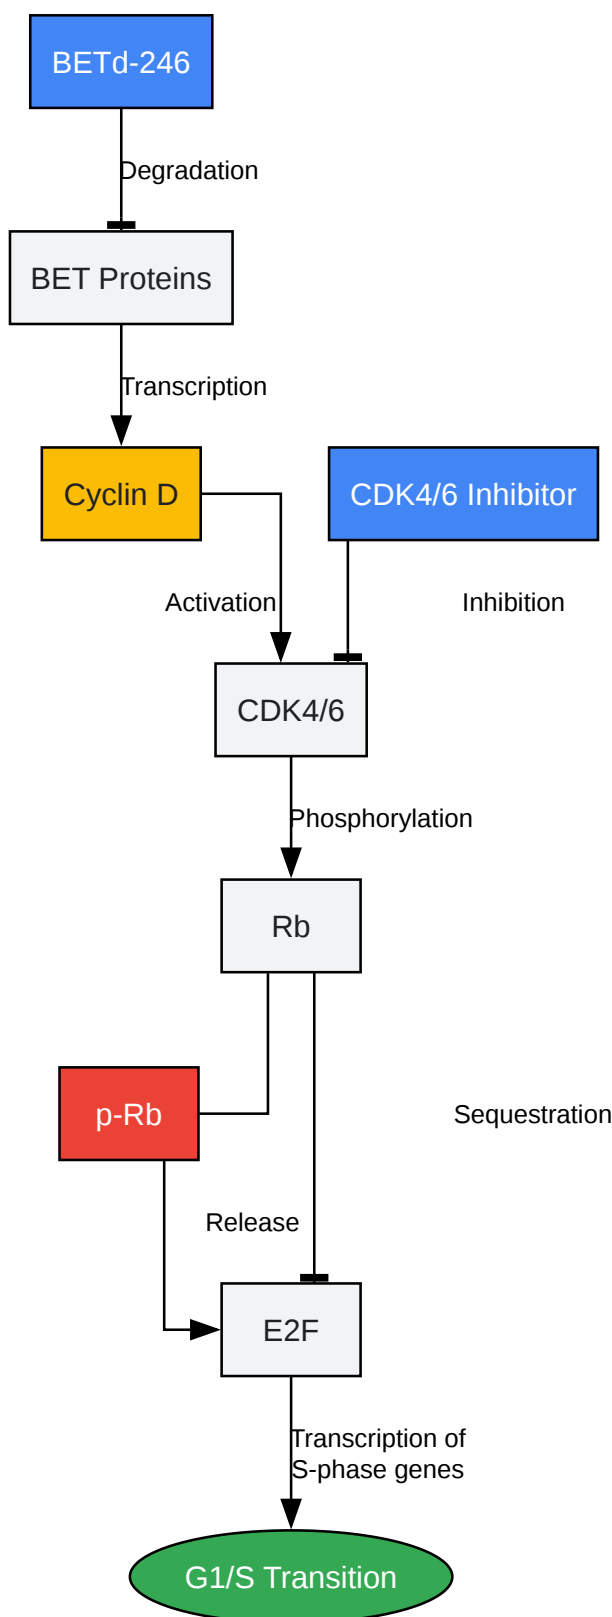 BETd-246
Degradation
BET Proteins
Transcription
Cyclin D
CDK4/6 Inhibitor
Activation
Inhibition
CDK4/6
Phosphorylation
Rb
p-Rb
Sequestration
Release
E2F
Transcription of
S-phase genes
G1/S Transition